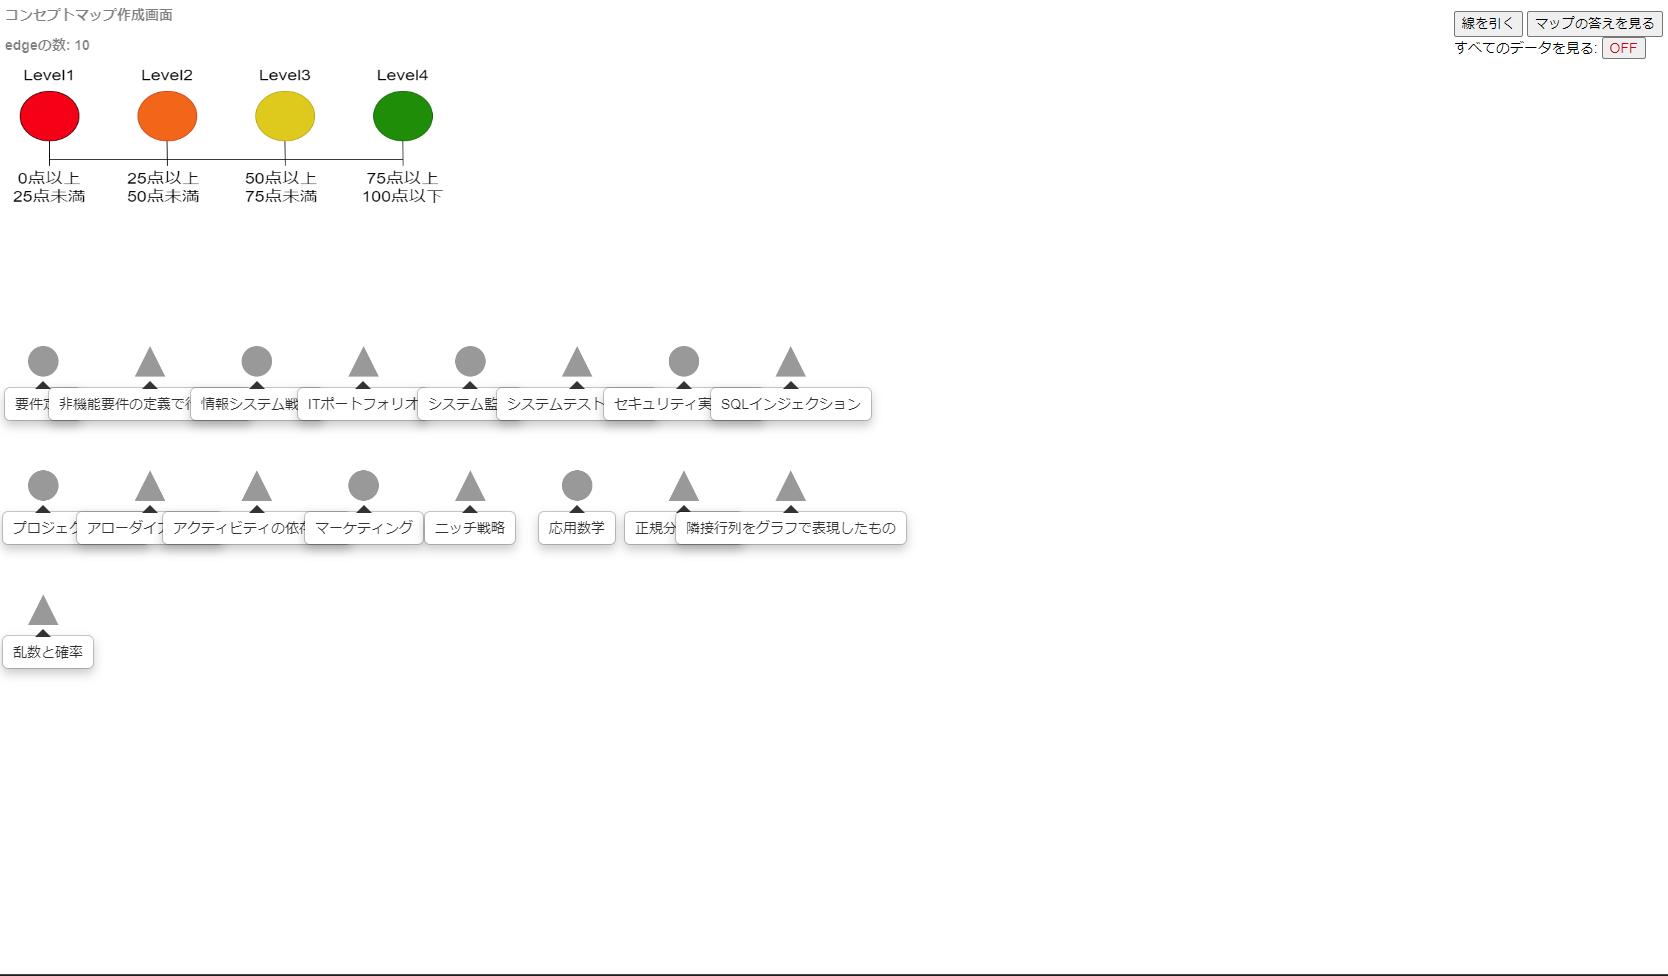 コンセプトマップ作成画面
線を引く マップの答えを見る
edgeの数: 10
すべてのデータを見る: OFF
Level1 Level2 Level3 Level4
0点以上 25点以上 50点以上 75点以上
25点未満 50点未満 75点未満 100点以下
要件定 非機能要件の定義で行 情報システム戦 ITポートフォリオ システム監 システムテスト セキュリティ実 SQLインジェクション
プロジェク アローダイア アクティビティの依存 マーケティング ニッチ戦略 応用数学 正規分 隣接行列をグラフで表現したもの
乱数と確率